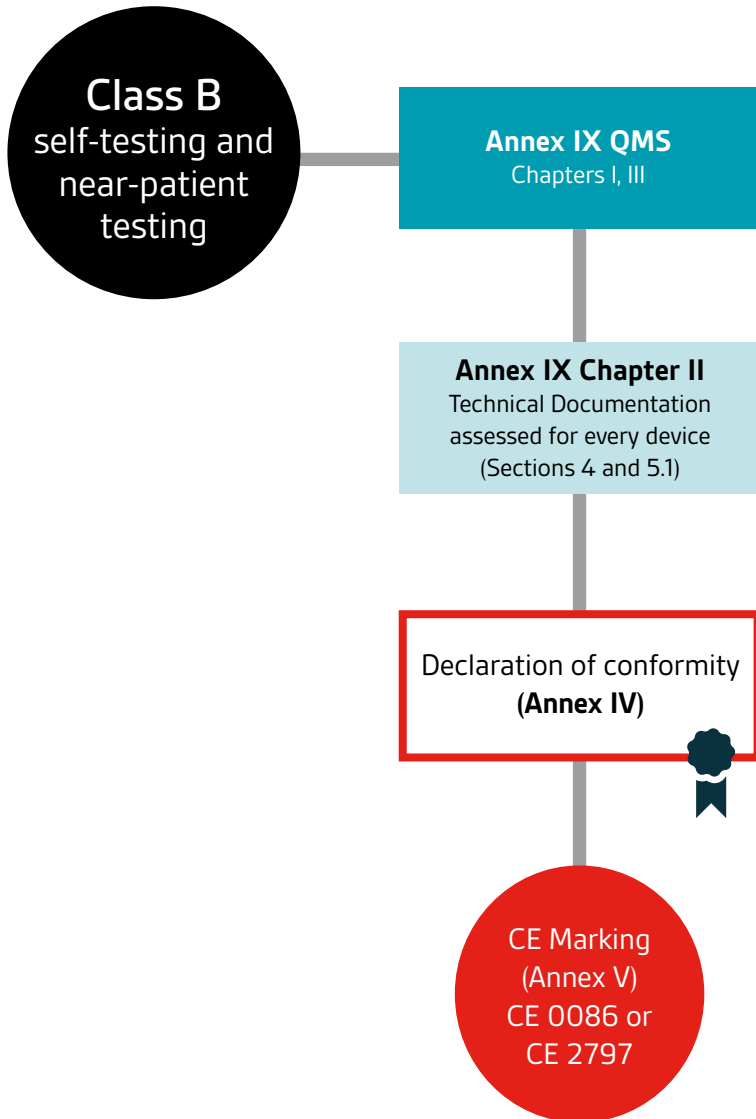 Class B
self-testing and
near-patient
testing
Annex IX QMS
Chapters I, III
Annex IX Chapter II
Technical Documentation
assessed for every device
(Sections 4 and 5.1)
Declaration of conformity
(Annex IV)
CE Marking
(Annex V)
CE 0086 or
CE 2797